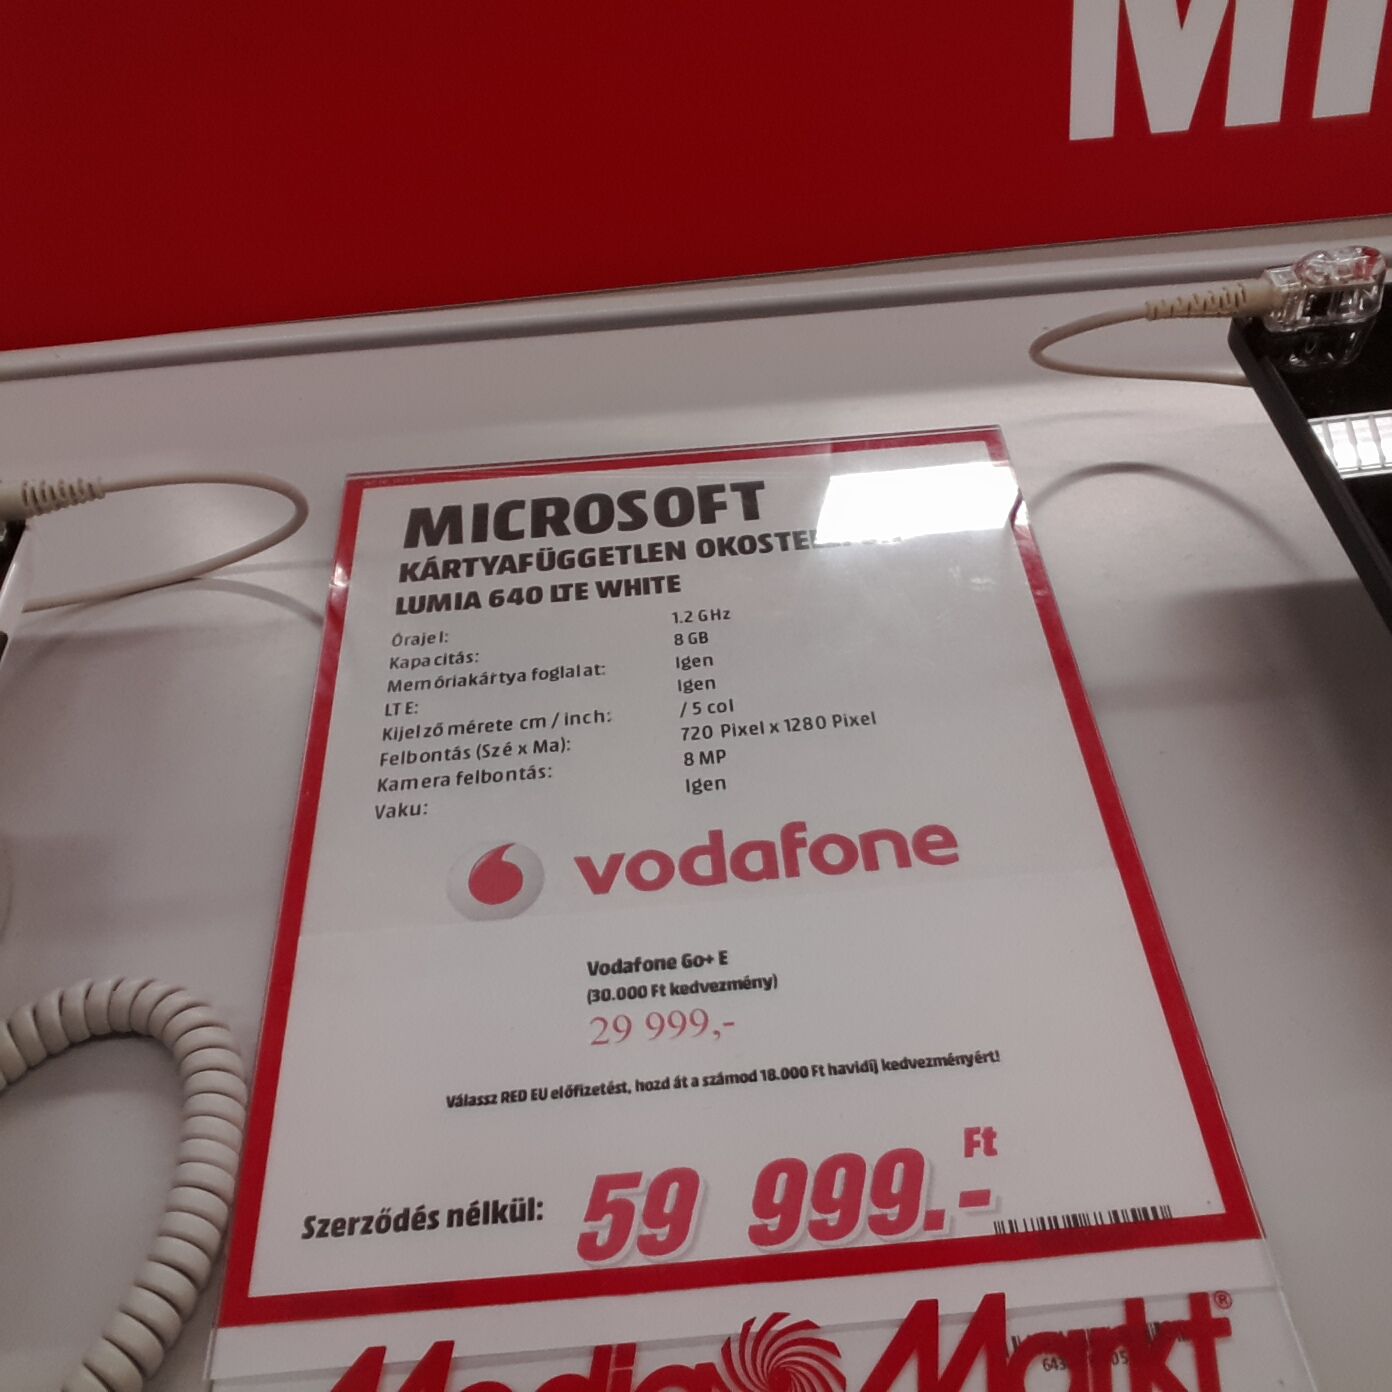 MI
MICROSOFT
KÁRTYAFÜGGETLEN
LUMIA 640 LTE WHITE
Órajel: 1.2 GHz
Kapacitás: 8 GB
Memóriakártya foglalat: Igen
LTE: Igen
Kijelző mérete cm / inch: / 5 col
Felbontás (Szé x Ma): 720 Pixel x 1280 Pixel
Kamera felbontás: 8 MP
Vaku: Igen
vodafone
Vodafone Go+ E
(30.000 Ft kedvezmény)
29 999,-
Válassz RED EU előfizetést, hozd át a számod 18.000 Ft havidíj kedvezményért!
Szerződés nélkül: 59 999.- Ft
Media Markt®